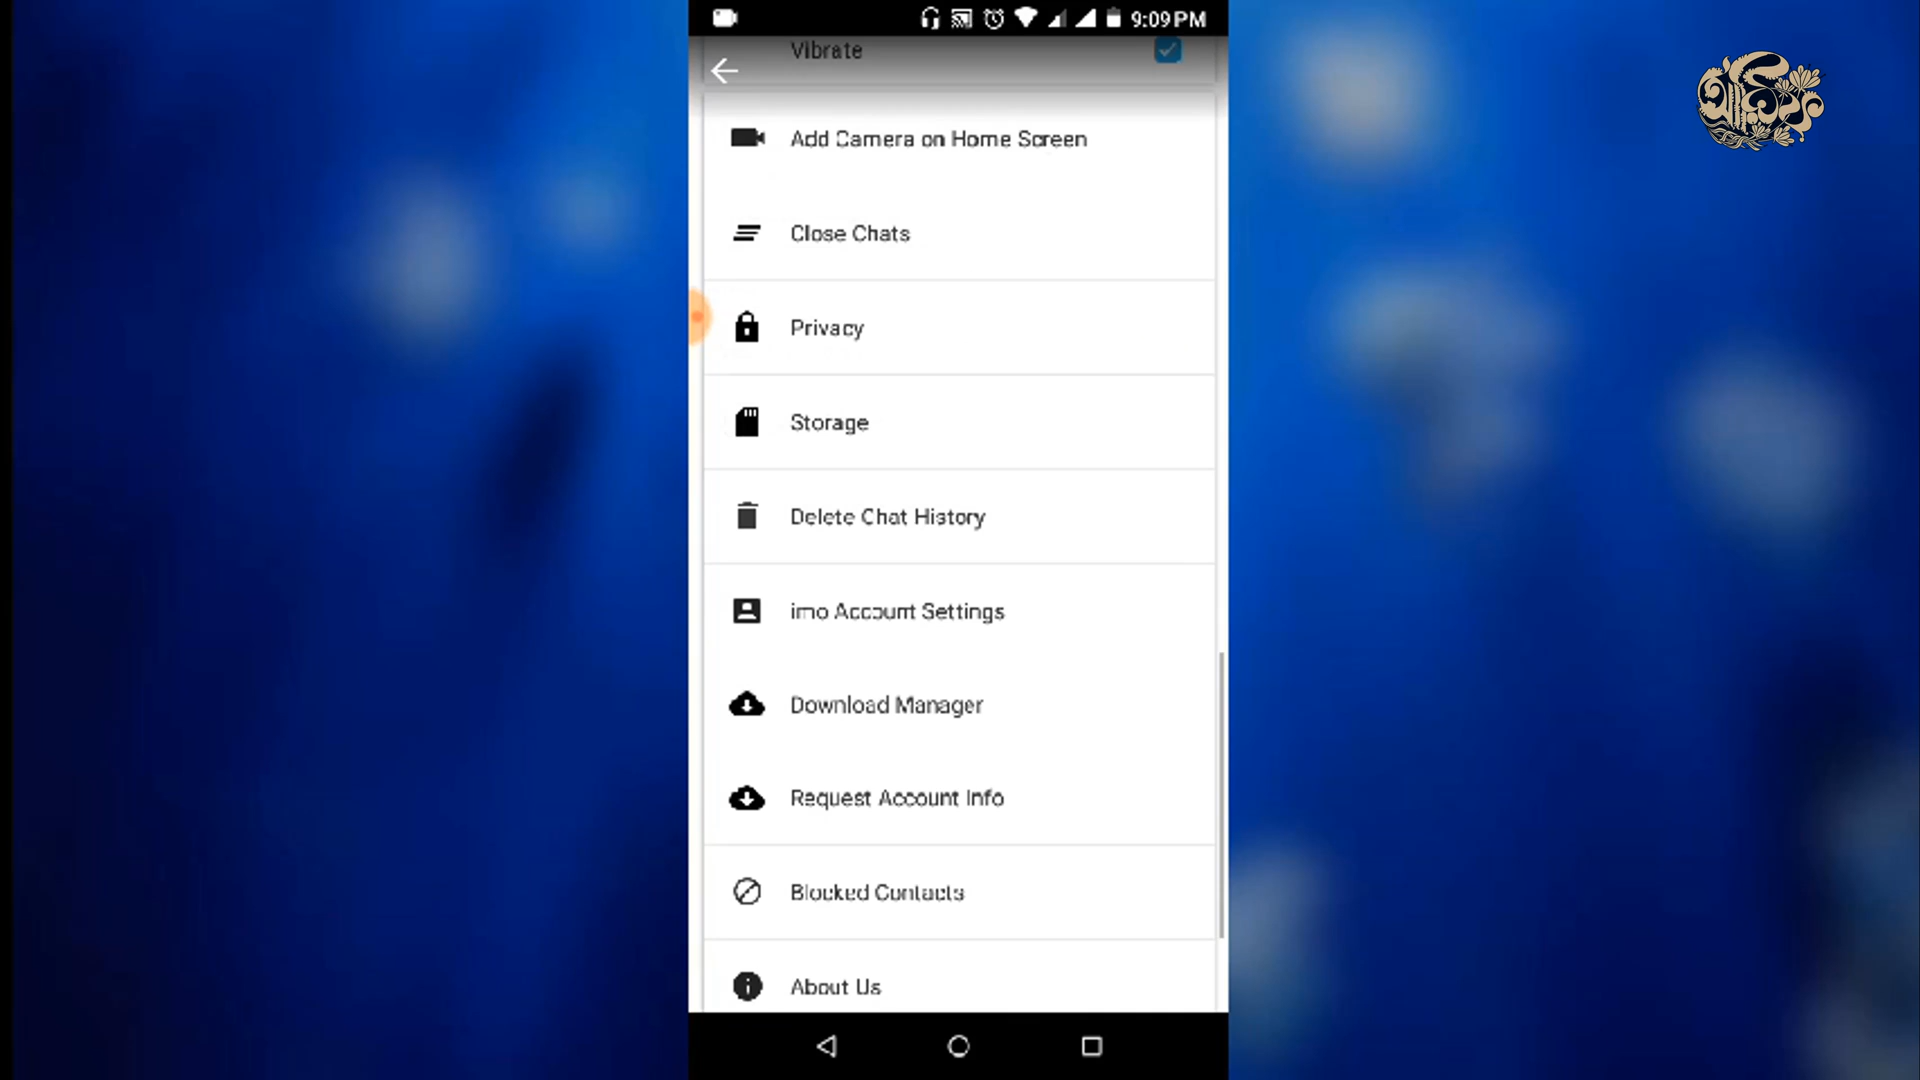 9:09 PM
Vibrate
Add Camera on Home Screen
Close Chats
Privacy
Storage
Delete Chat History
imo Account Settings
Download Manager
Request Account Info
Blocked Contacts
About Us